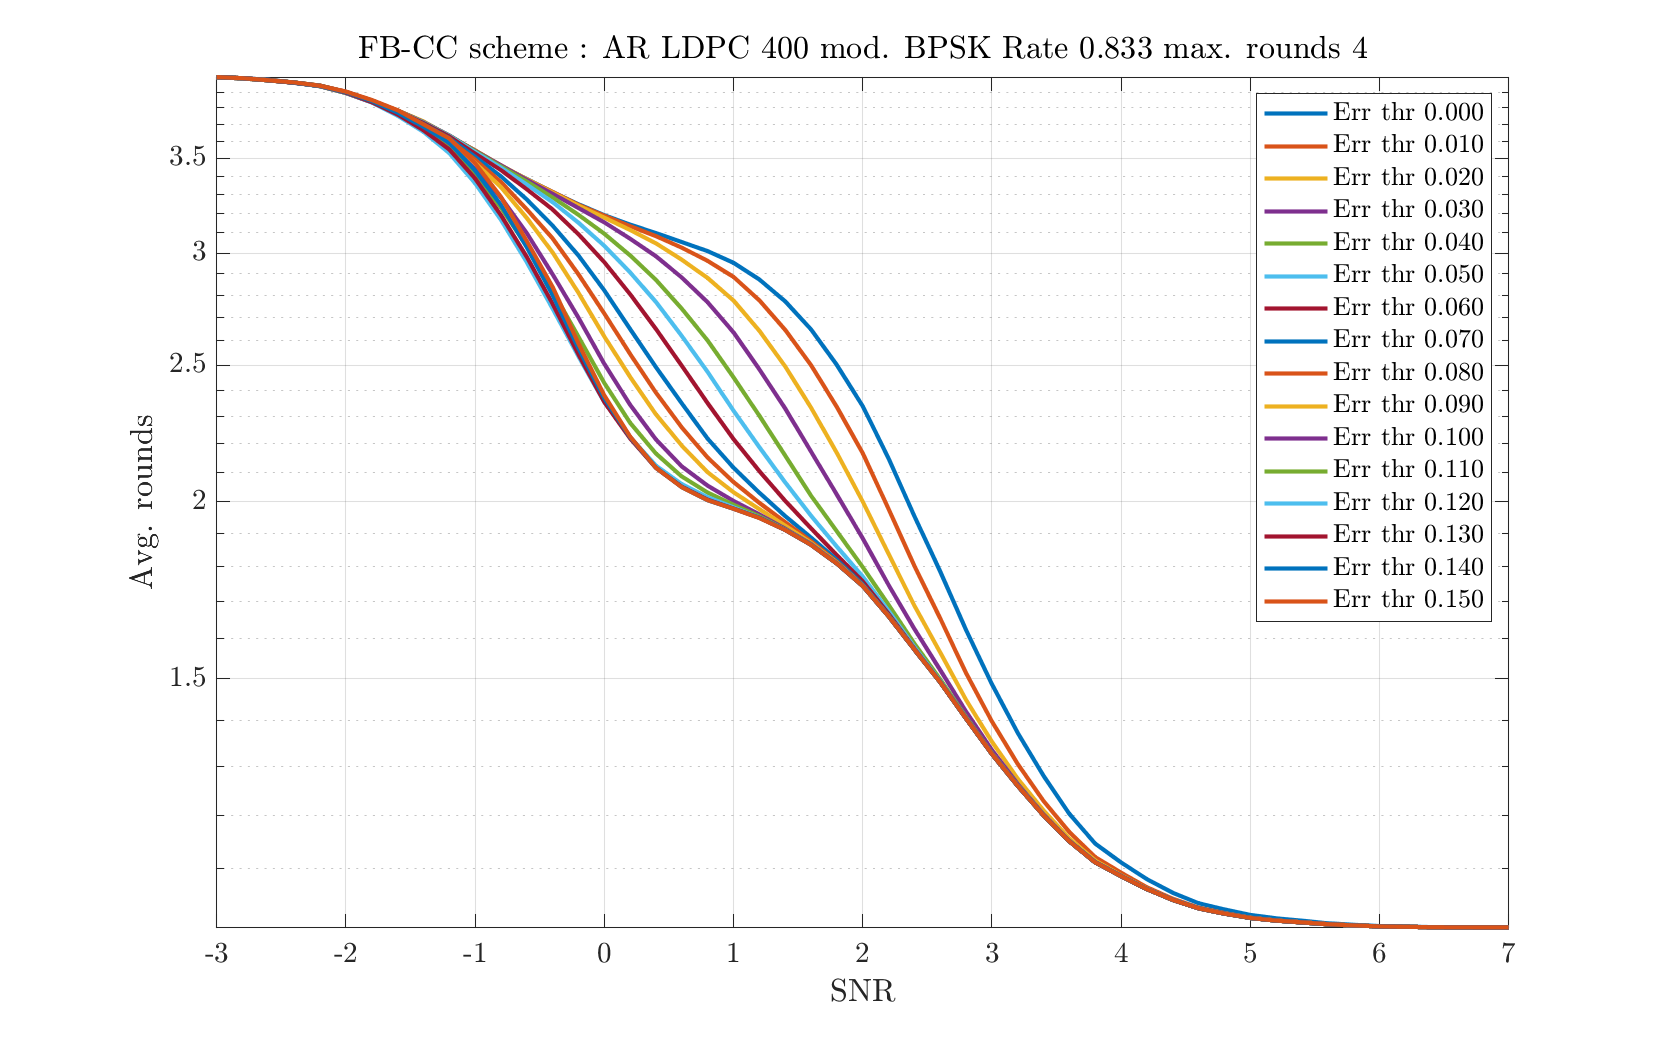 FB-CC scheme : AR LDPC 400 mod. BPSK Rate 0.833 max. rounds 4
Err thr 0.000
Err thr 0.010
Err thr 0.020
Err thr 0.030
Err thr 0.040
Err thr 0.050
Err thr 0.060
Err thr 0.070
Err thr 0.080
Err thr 0.090
Err thr 0.100
Err thr 0.110
Err thr 0.120
Err thr 0.130
Err thr 0.140
Err thr 0.150
3.5
3
2.5
2
1.5
Avg. rounds
-3 -2 -1 0 1 2 3 4 5 6 7
SNR